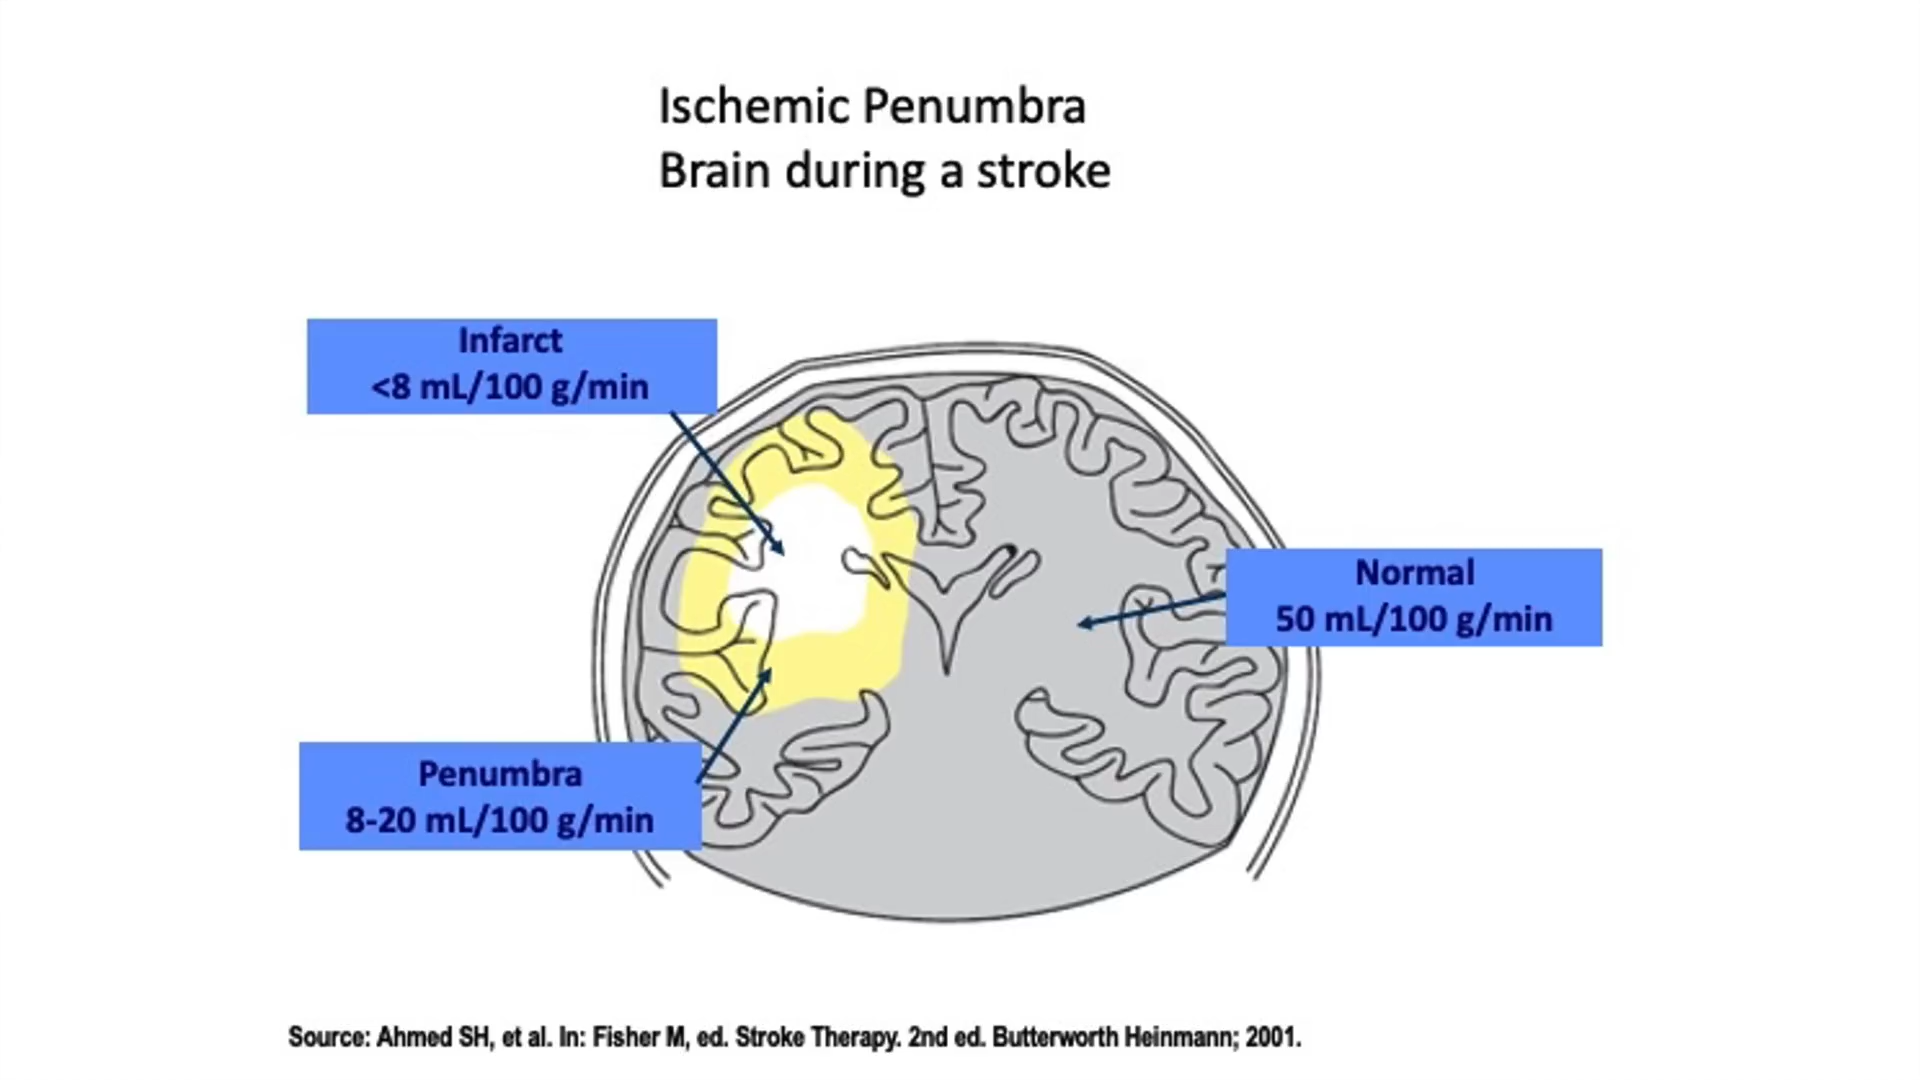 Ischemic Penumbra
Brain during a stroke
Infarct
<8 mL/100 g/min
Normal
50 mL/100 g/min
Penumbra
8-20 mL/100 g/min
Source: Ahmed SH, et al. In: Fisher M, ed. Stroke Therapy. 2nd ed. Butterworth Heinmann; 2001.